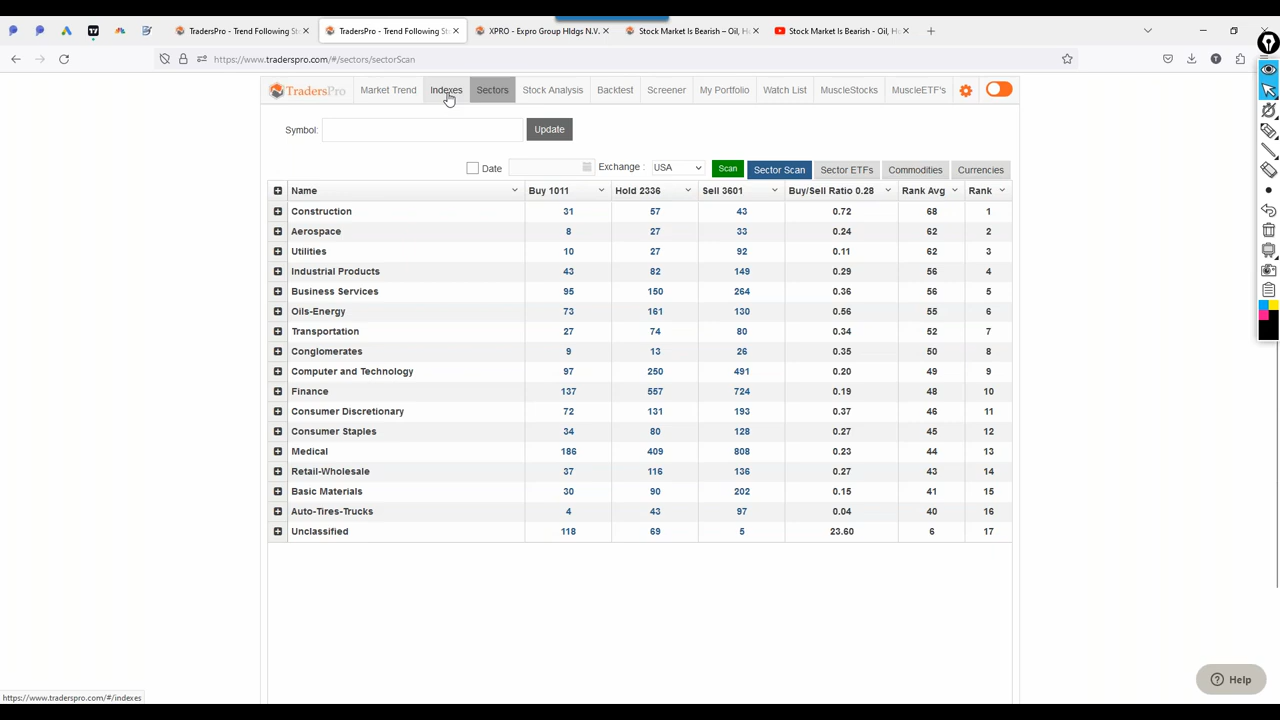 TradersPro - Trend Following St
TradersPro - Trend Following St
XPRO - Expro Group Hldgs N.V.
Stock Market Is Bearish – Oil, H
Stock Market Is Bearish - Oil, H
https://www.traderspro.com/#/sectors/sectorScan
TradersPro
Market Trend
Indexes
Sectors
Stock Analysis
Backtest
Screener
My Portfolio
Watch List
MuscleStocks
MuscleETF's
Symbol:
Update
Date
Exchange :
USA
Scan
Sector Scan
Sector ETFs
Commodities
Currencies
Name Buy 1011 Hold 2336 Sell 3601 Buy/Sell Ratio 0.28 Rank Avg Rank
Construction 31 57 43 0.72 68 1
Aerospace 8 27 33 0.24 62 2
Utilities 10 27 92 0.11 62 3
Industrial Products 43 82 149 0.29 56 4
Business Services 95 150 264 0.36 56 5
Oils-Energy 73 161 130 0.56 55 6
Transportation 27 74 80 0.34 52 7
Conglomerates 9 13 26 0.35 50 8
Computer and Technology 97 250 491 0.20 49 9
Finance 137 557 724 0.19 48 10
Consumer Discretionary 72 131 193 0.37 46 11
Consumer Staples 34 80 128 0.27 45 12
Medical 186 409 808 0.23 44 13
Retail-Wholesale 37 116 136 0.27 43 14
Basic Materials 30 90 202 0.15 41 15
Auto-Tires-Trucks 4 43 97 0.04 40 16
Unclassified 118 69 5 23.60 6 17
Help
https://www.traderspro.com/#/indexes